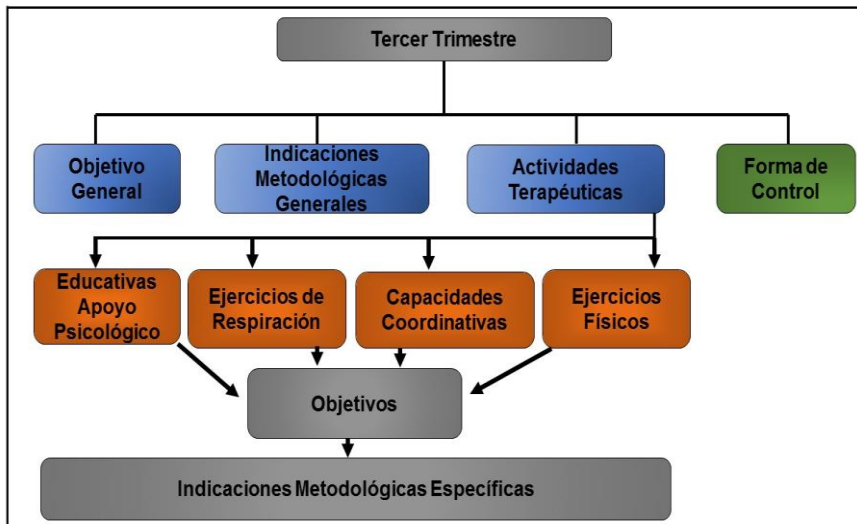 Tercer Trimestre
Objetivo
General
Indicaciones
Metodológicas
Generales
Actividades
Terapéuticas
Forma de
Control
Educativas
Apoyo
Psicológico
Ejercicios de
Respiración
Capacidades
Coordinativas
Ejercicios
Físicos
Objetivos
Indicaciones Metodológicas Específicas